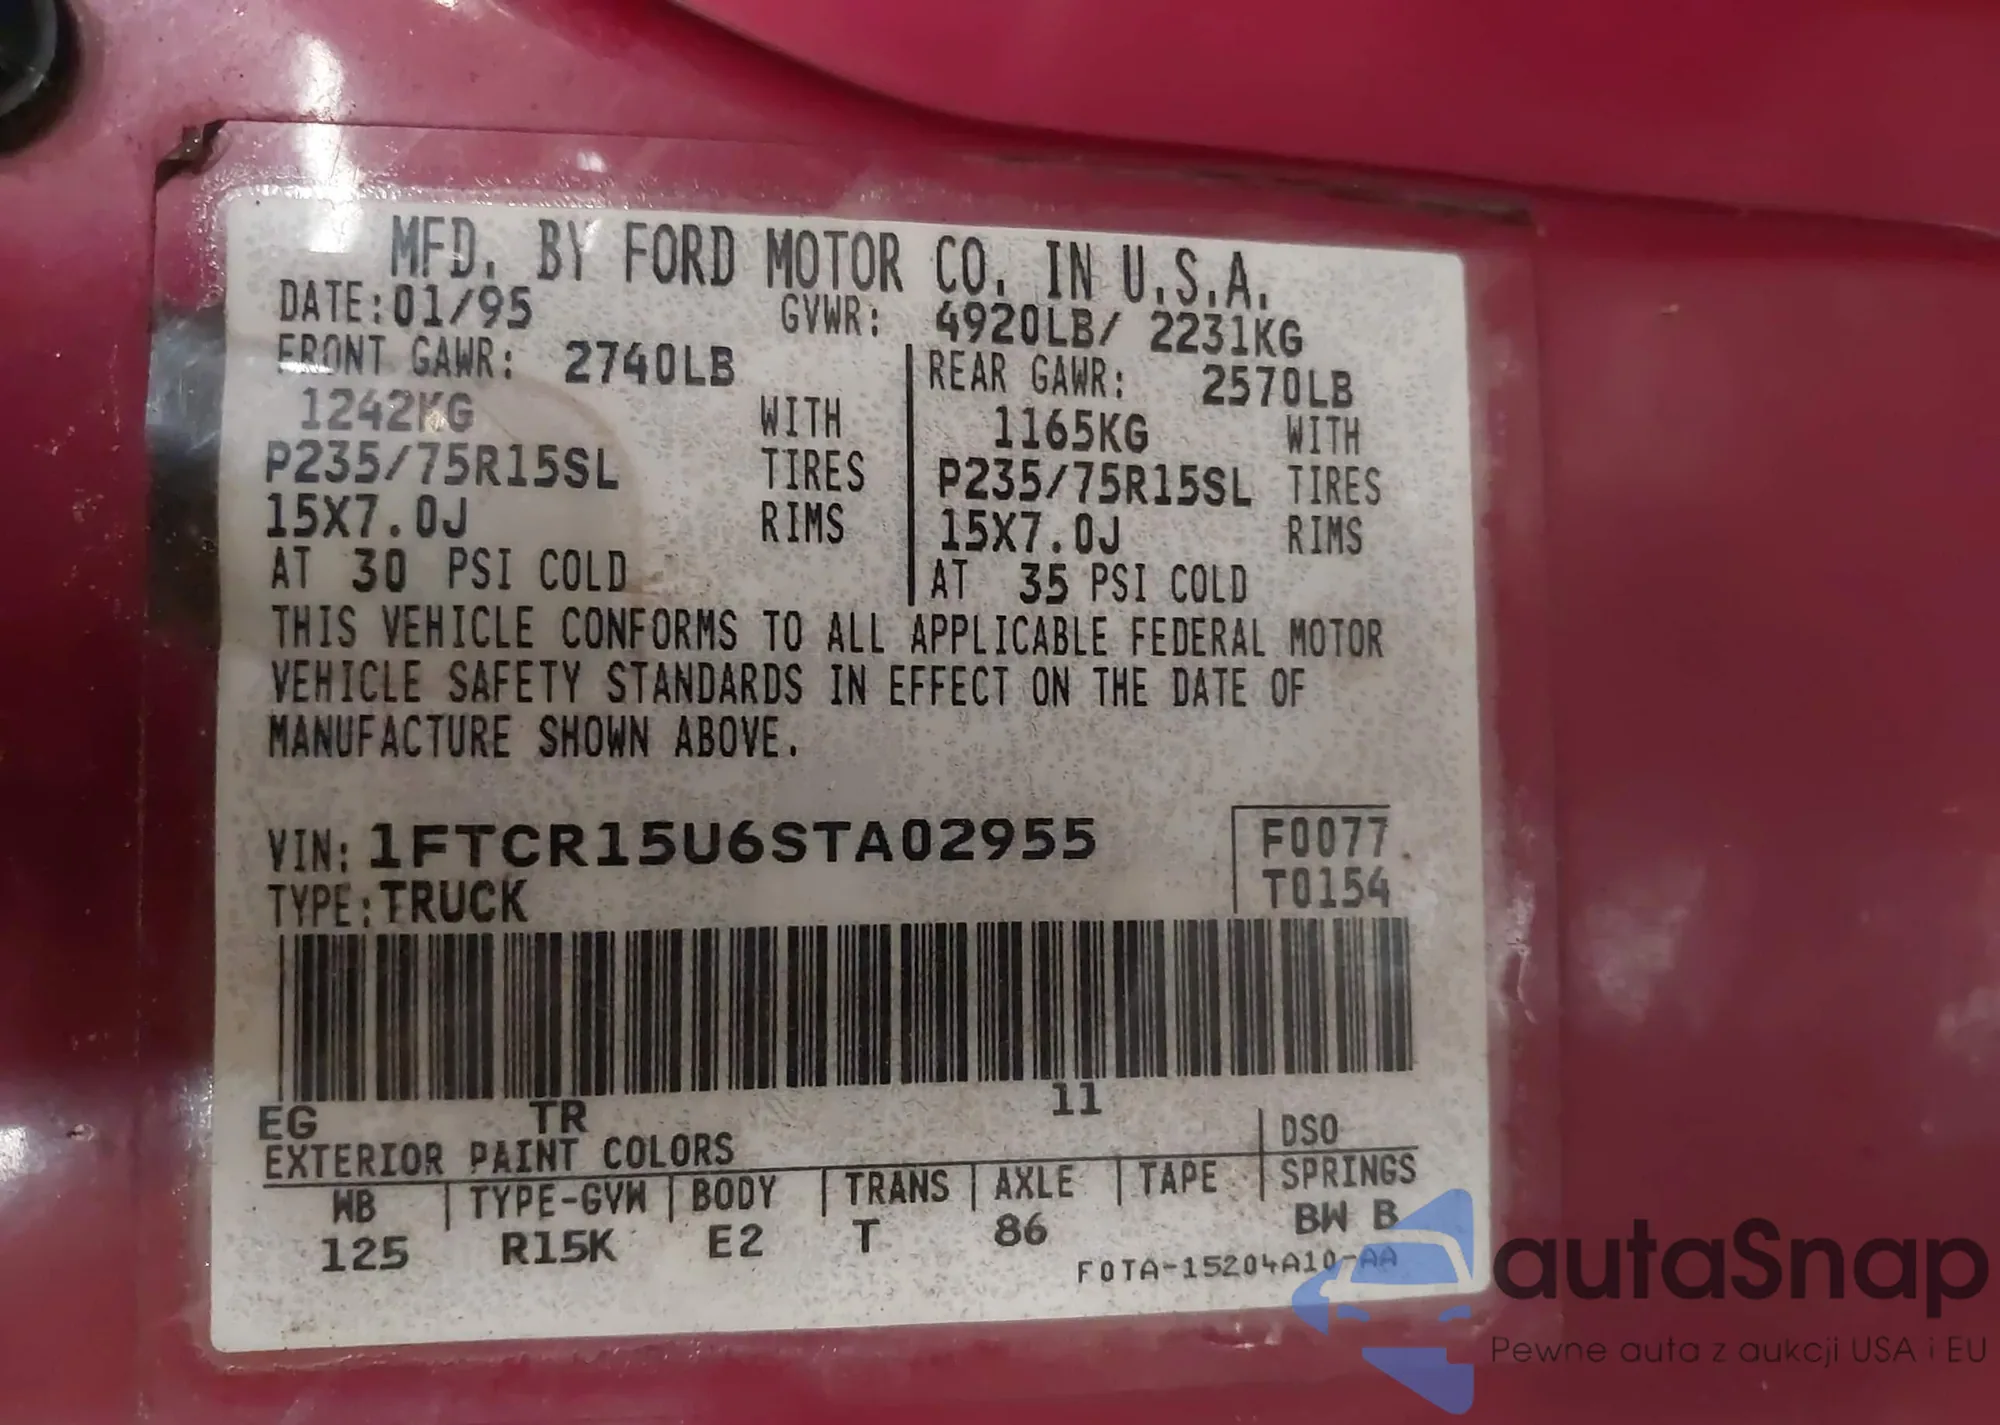 MFD. BY FORD MOTOR CO. IN U.S.A.
DATE:01/95 GVWR: 4920LB/ 2231KG
FRONT GAWR: 2740LB REAR GAWR: 2570LB
1242KG WITH 1165KG WITH
P235/75R15SL TIRES P235/75R15SL TIRES
15X7.0J RIMS 15X7.0J RIMS
AT 30 PSI COLD AT 35 PSI COLD
THIS VEHICLE CONFORMS TO ALL APPLICABLE FEDERAL MOTOR
VEHICLE SAFETY STANDARDS IN EFFECT ON THE DATE OF
MANUFACTURE SHOWN ABOVE.
VIN: 1FTCR15U6STA02955 F0077
TYPE:TRUCK T0154
EG TR 11
EXTERIOR PAINT COLORS DSO
WB TYPE-GVW BODY TRANS AXLE TAPE SPRINGS
125 R15K E2 T 86 BW B
F0TA-15204A10-AA
autaSnap
Pewne auta z aukcji USA i EU